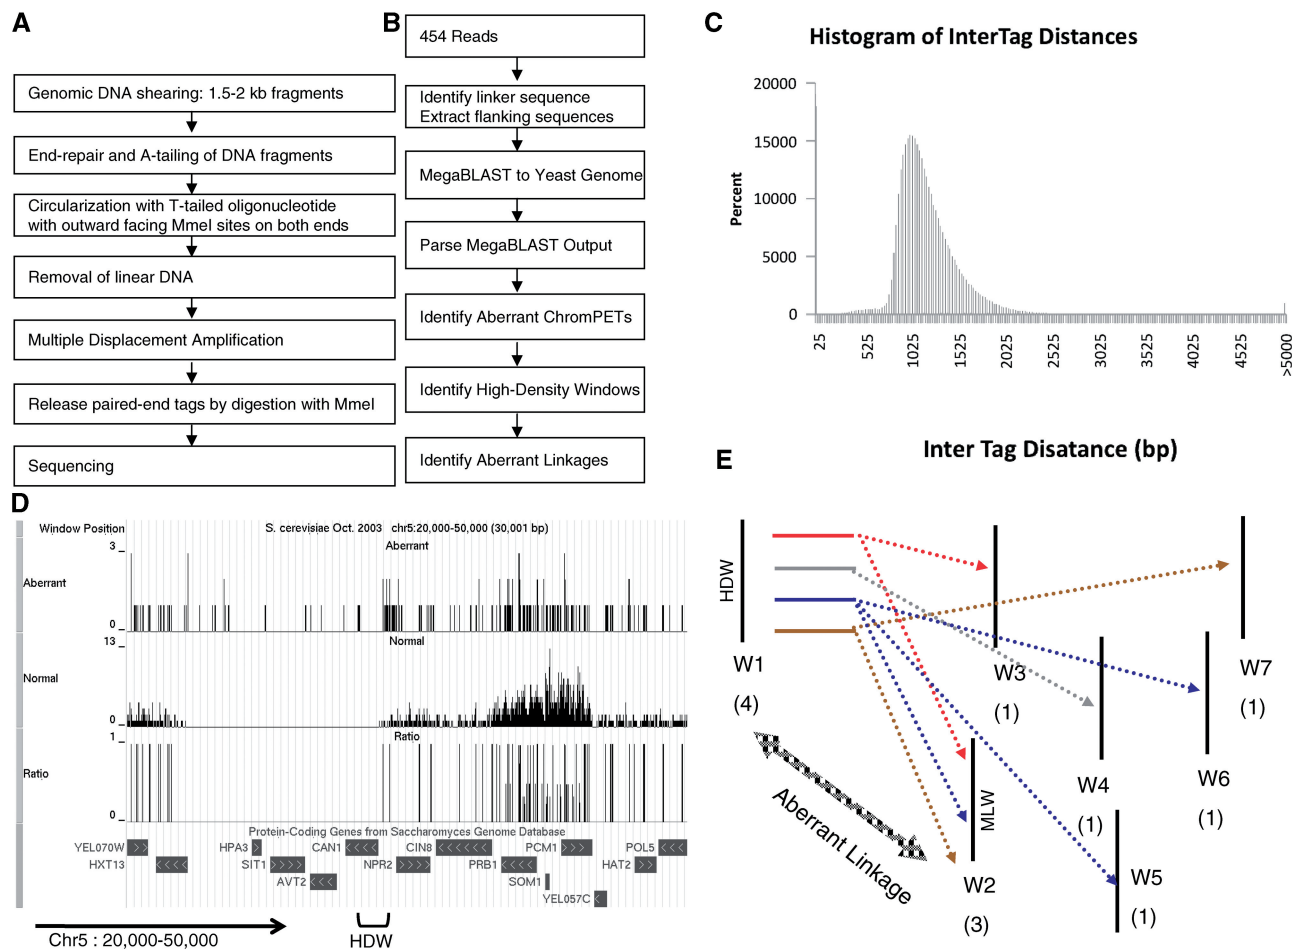 A
Genomic DNA shearing: 1.5-2 kb fragments
End-repair and A-tailing of DNA fragments
Circularization with T-tailed oligonucleotide
with outward facing MmeI sites on both ends
Removal of linear DNA
Multiple Displacement Amplification
Release paired-end tags by digestion with MmeI
Sequencing
B
454 Reads
Identify linker sequence
Extract flanking sequences
MegaBLAST to Yeast Genome
Parse MegaBLAST Output
Identify Aberrant ChromPETs
Identify High-Density Windows
Identify Aberrant Linkages
C
Histogram of InterTag Distances
Percent
20000
15000
10000
5000
0
25
525
1025
1525
2025
2525
3025
3525
4025
4525
>5000
Inter Tag Disatance (bp)
D
Window Position
S. cerevisiae Oct. 2003 chr5:20,000-50,000 (30,001 bp)
Aberrant
3
Aberrant
0
Normal
13
Normal
0
Ratio
1
Ratio
0
Protein-Coding Genes from Saccharomyces Genome Database
YEL070W
HPA3
CAN1
CIN8
PCM1
POL5
HXT13
SIT1
NPR2
PRB1
HAT2
AVT2
SOM1
YEL057C
Chr5 : 20,000-50,000
HDW
E
HDW
W1
(4)
W3
(1)
W7
(1)
W4
(1)
W6
(1)
MLW
W2
(3)
W5
(1)
Aberrant Linkage